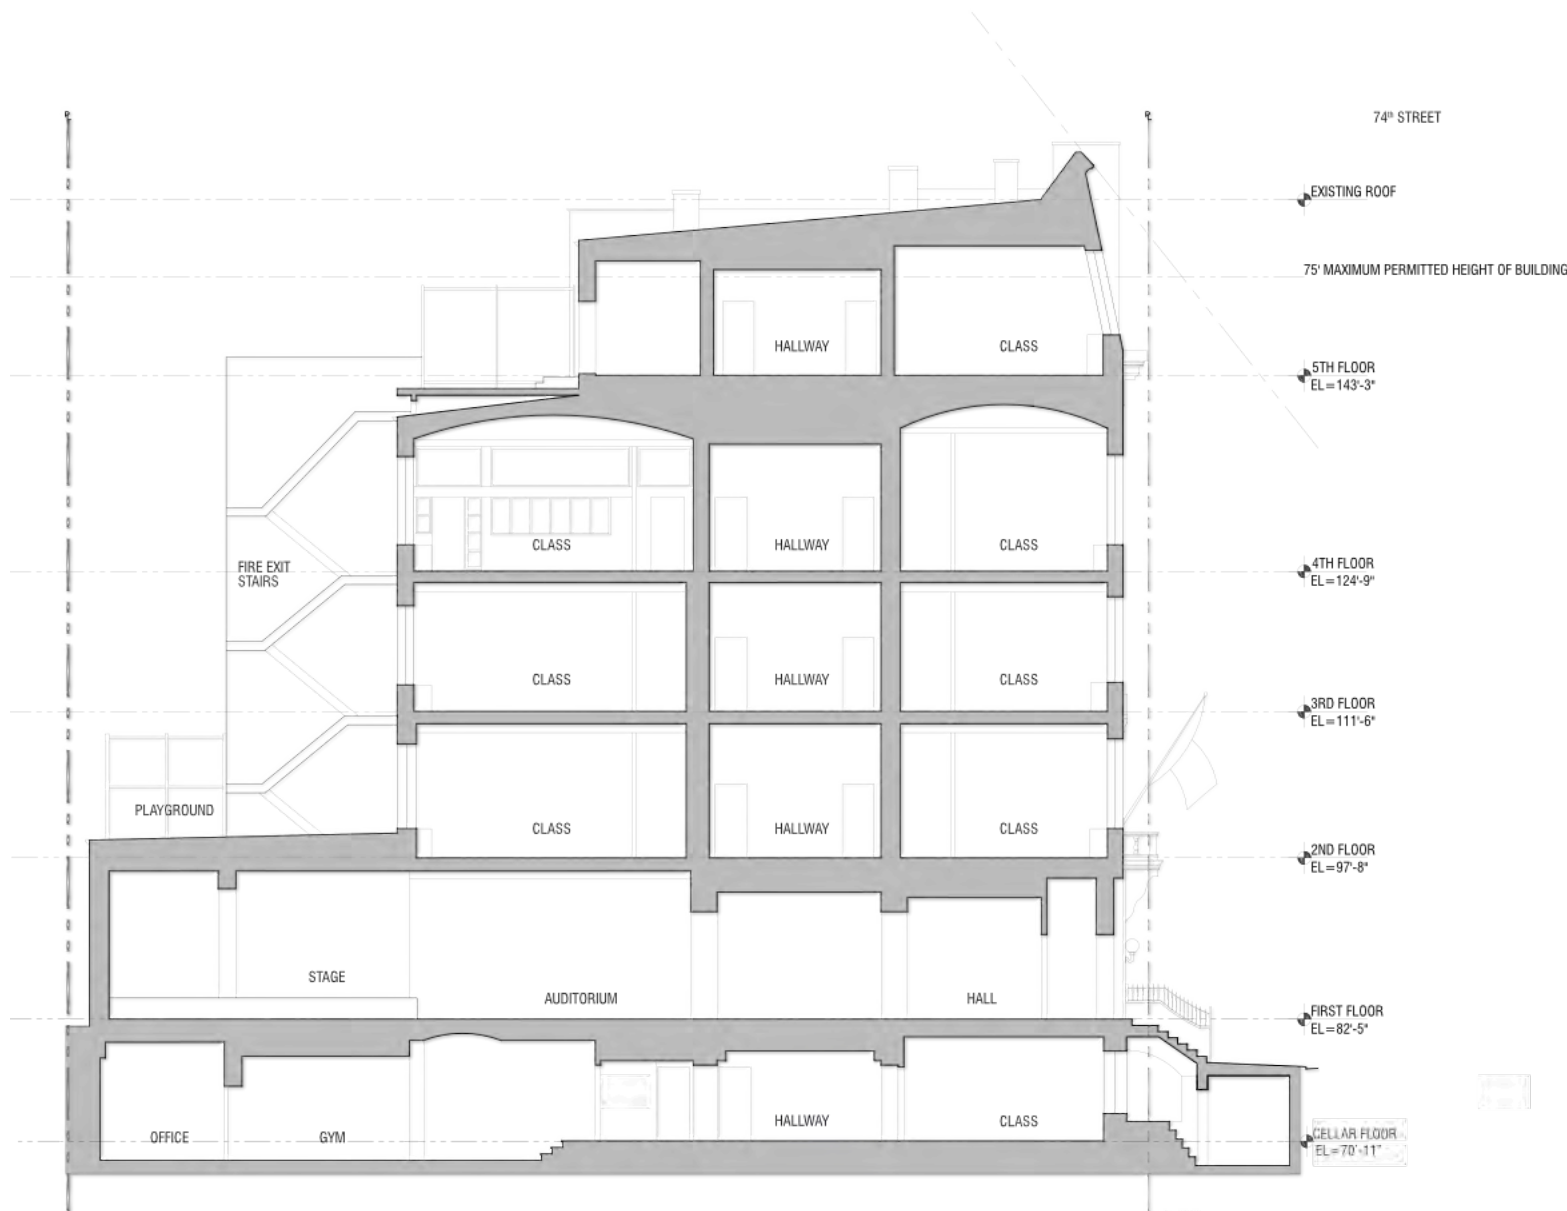 74th STREET
EXISTING ROOF
75' MAXIMUM PERMITTED HEIGHT OF BUILDING
HALLWAY
CLASS
5TH FLOOR
EL=143'-3"
CLASS
HALLWAY
CLASS
FIRE EXIT
STAIRS
4TH FLOOR
EL=124'-9"
CLASS
HALLWAY
CLASS
3RD FLOOR
EL=111'-6"
PLAYGROUND
CLASS
HALLWAY
CLASS
2ND FLOOR
EL=97'-8"
STAGE
AUDITORIUM
HALL
FIRST FLOOR
EL=82'-5"
OFFICE
GYM
HALLWAY
CLASS
CELLAR FLOOR
EL=70'-11"